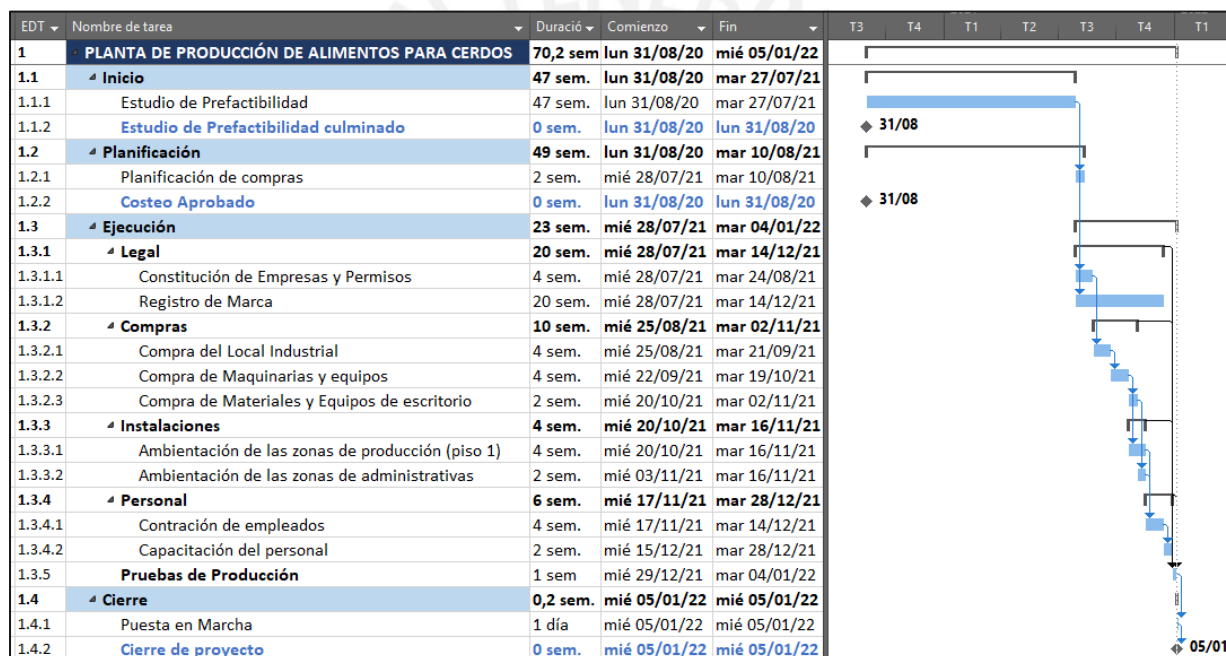 EDT Nombre de tarea Duració Comienzo Fin T3 T4 T1 T2 T3 T4 T1
1 PLANTA DE PRODUCCIÓN DE ALIMENTOS PARA CERDOS 70,2 sem lun 31/08/20 mié 05/01/22
1.1 Inicio 47 sem. lun 31/08/20 mar 27/07/21
1.1.1 Estudio de Prefactibilidad 47 sem. lun 31/08/20 mar 27/07/21
1.1.2 Estudio de Prefactibilidad culminado 0 sem. lun 31/08/20 lun 31/08/20 31/08
1.2 Planificación 49 sem. lun 31/08/20 mar 10/08/21
1.2.1 Planificación de compras 2 sem. mié 28/07/21 mar 10/08/21
1.2.2 Costeo Aprobado 0 sem. lun 31/08/20 lun 31/08/20 31/08
1.3 Ejecución 23 sem. mié 28/07/21 mar 04/01/22
1.3.1 Legal 20 sem. mié 28/07/21 mar 14/12/21
1.3.1.1 Constitución de Empresas y Permisos 4 sem. mié 28/07/21 mar 24/08/21
1.3.1.2 Registro de Marca 20 sem. mié 28/07/21 mar 14/12/21
1.3.2 Compras 10 sem. mié 25/08/21 mar 02/11/21
1.3.2.1 Compra del Local Industrial 4 sem. mié 25/08/21 mar 21/09/21
1.3.2.2 Compra de Maquinarias y equipos 4 sem. mié 22/09/21 mar 19/10/21
1.3.2.3 Compra de Materiales y Equipos de escritorio 2 sem. mié 20/10/21 mar 02/11/21
1.3.3 Instalaciones 4 sem. mié 20/10/21 mar 16/11/21
1.3.3.1 Ambientación de las zonas de producción (piso 1) 4 sem. mié 20/10/21 mar 16/11/21
1.3.3.2 Ambientación de las zonas de administrativas 2 sem. mié 03/11/21 mar 16/11/21
1.3.4 Personal 6 sem. mié 17/11/21 mar 28/12/21
1.3.4.1 Contración de empleados 4 sem. mié 17/11/21 mar 14/12/21
1.3.4.2 Capacitación del personal 2 sem. mié 15/12/21 mar 28/12/21
1.3.5 Pruebas de Producción 1 sem mié 29/12/21 mar 04/01/22
1.4 Cierre 0,2 sem. mié 05/01/22 mié 05/01/22
1.4.1 Puesta en Marcha 1 día mié 05/01/22 mié 05/01/22
1.4.2 Cierre de proyecto 0 sem. mié 05/01/22 mié 05/01/22 05/01